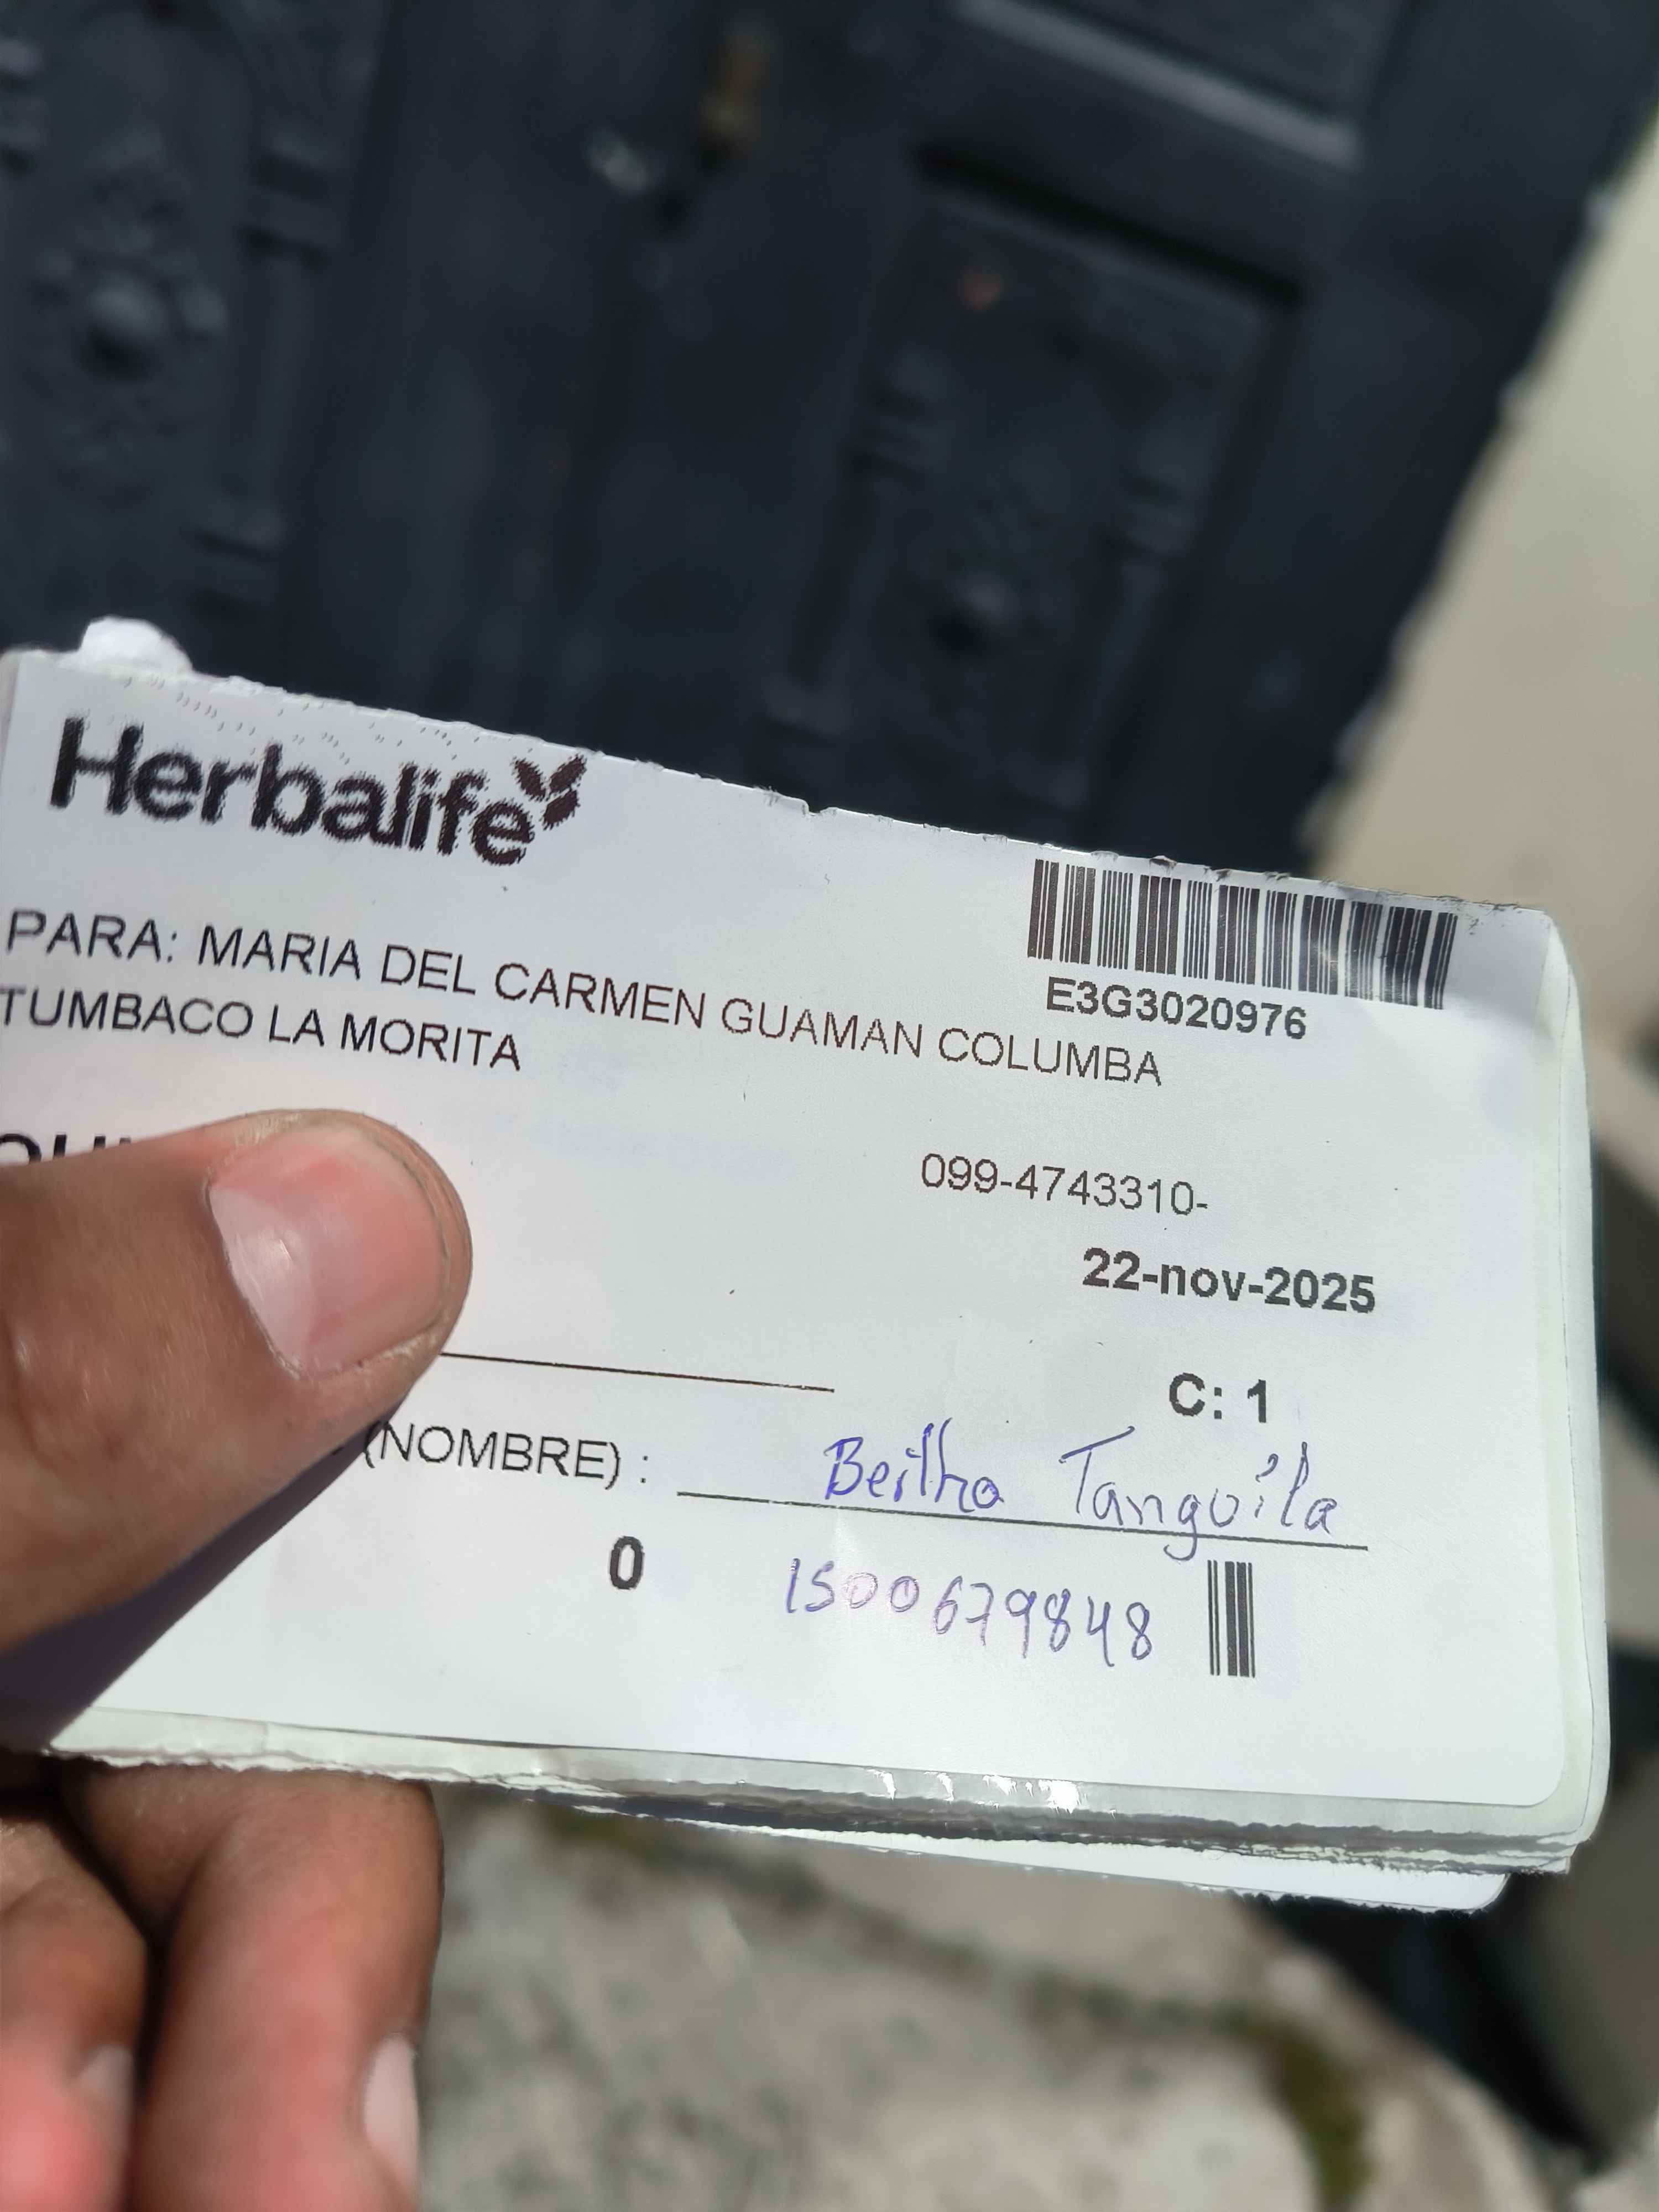 Herbalife
E3G3020976
PARA: MARIA DEL CARMEN GUAMAN COLUMBA
TUMBACO LA MORITA
099-4743310-
22-nov-2025
C: 1
(NOMBRE) : Bertha Tanguila
0 1500679848